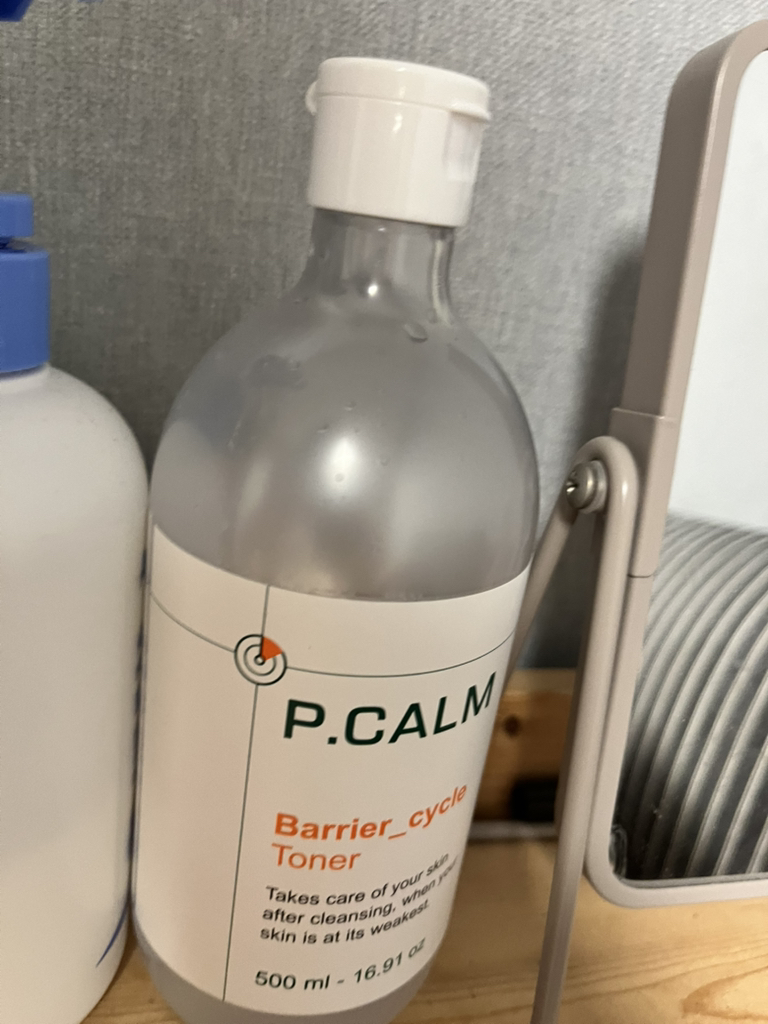 P.CALM
Barrier_cycle
Toner
Takes care of your skin
after cleansing, when your
skin is at its weakest.
500 ml - 16.91 oz